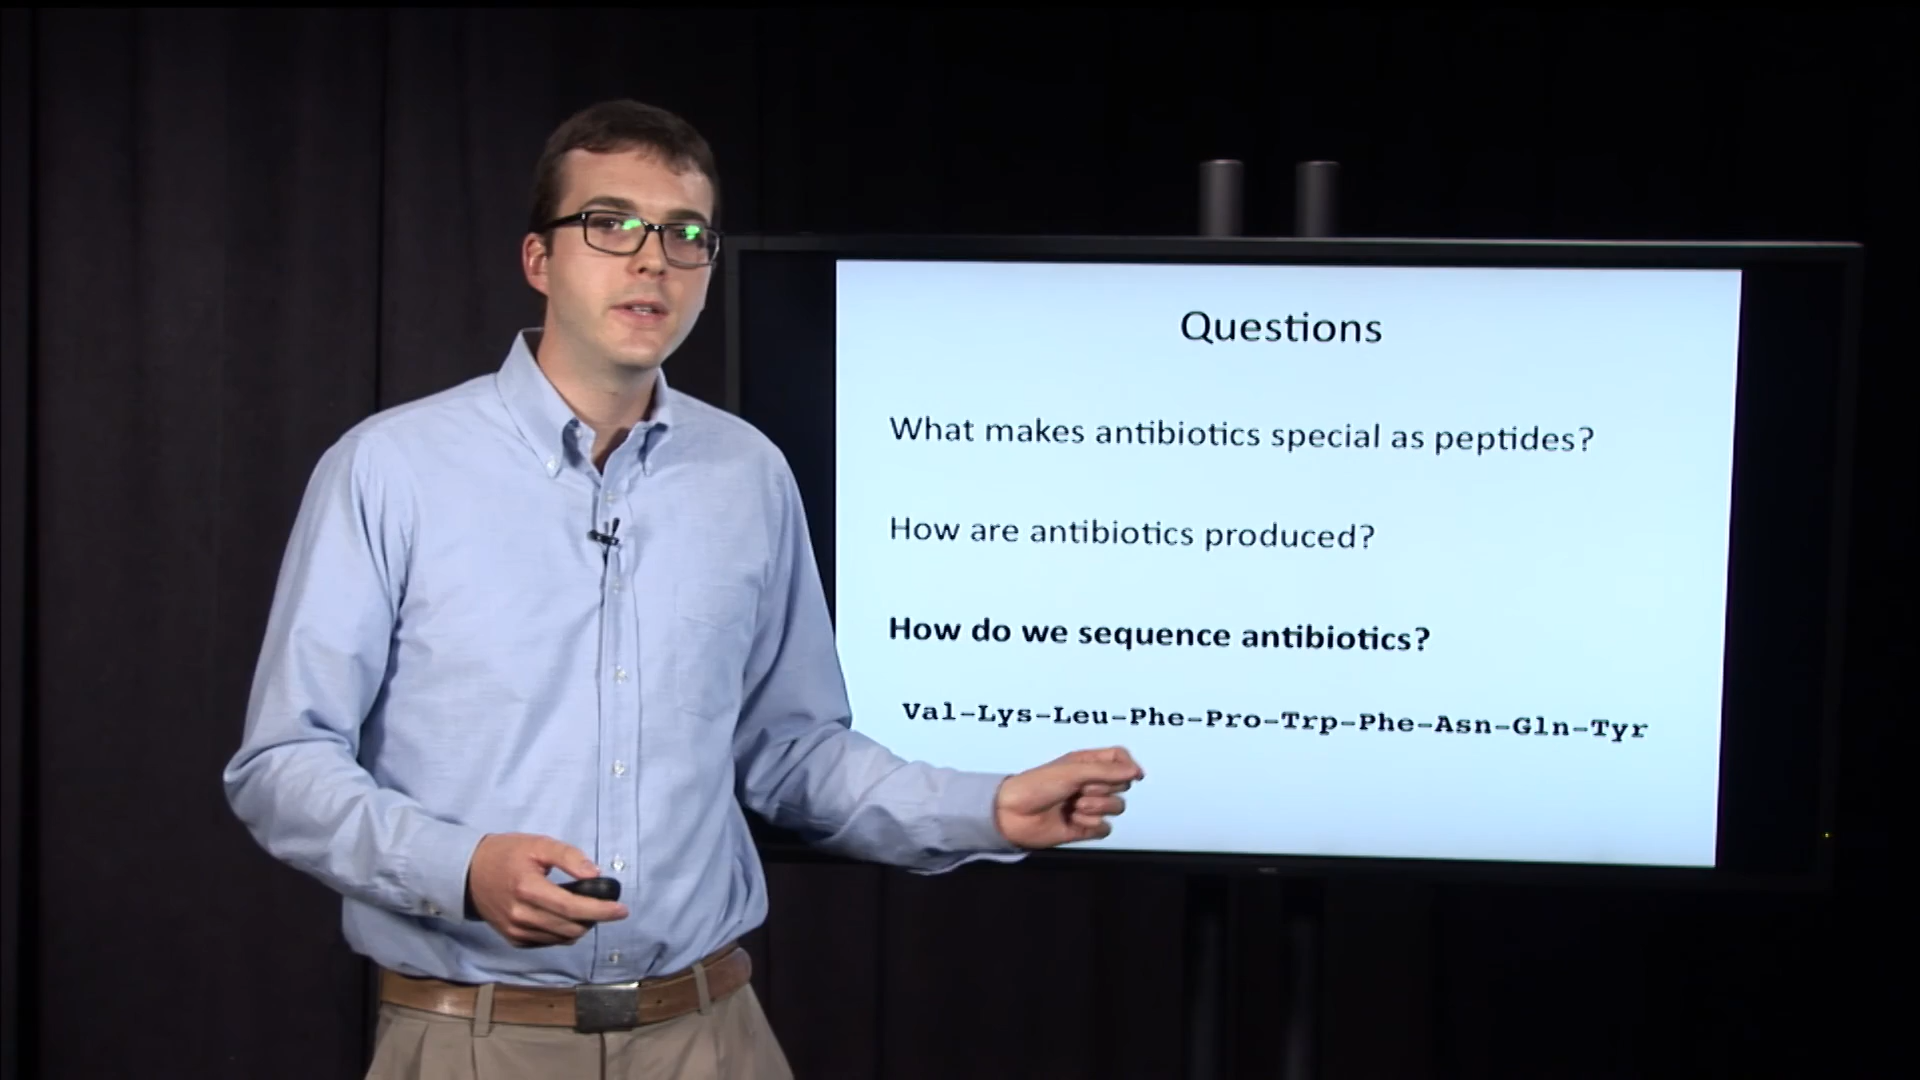 Questions
What makes antibiotics special as peptides?
How are antibiotics produced?
How do we sequence antibiotics?
Val-Lys-Leu-Phe-Pro-Trp-Phe-Asn-Gln-Tyr